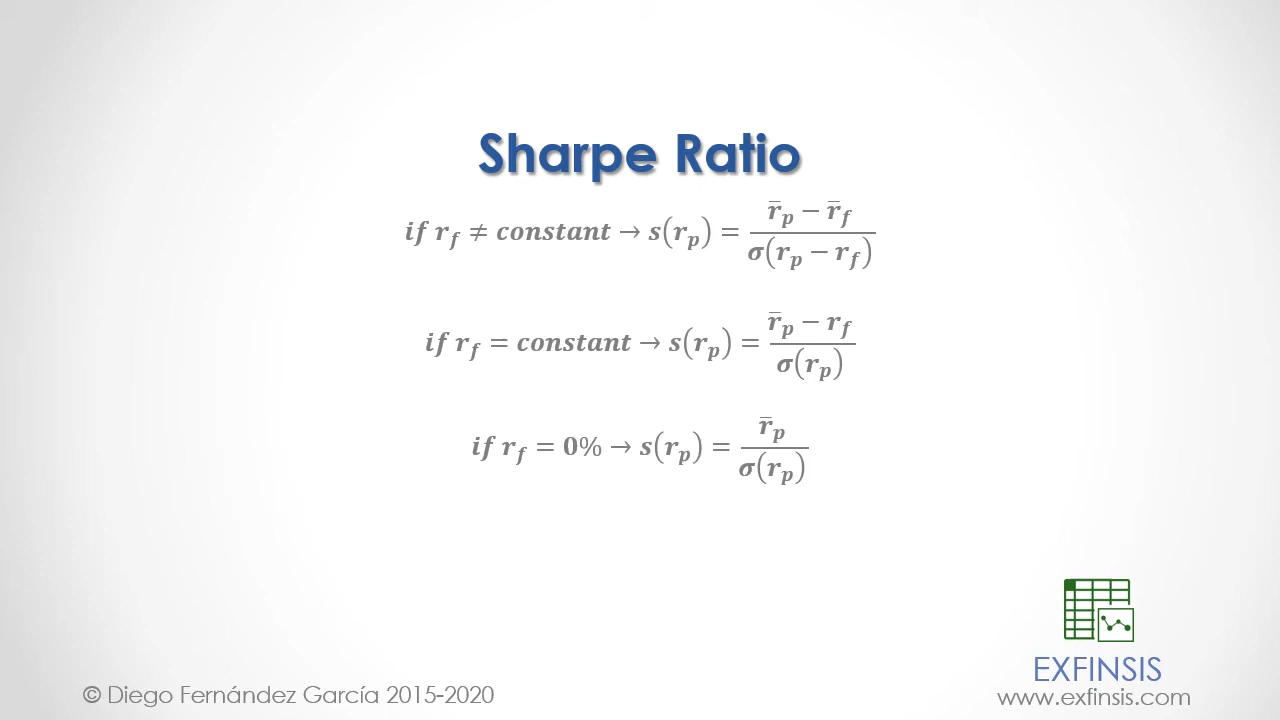 Sharpe Ratio
if r_f ≠ constant → s(r_p) = (r̄_p − r̄_f) / σ(r_p − r_f)
if r_f = constant → s(r_p) = (r̄_p − r_f) / σ(r_p)
if r_f = 0% → s(r_p) = r̄_p / σ(r_p)
EXFINSIS
www.exfinsis.com
© Diego Fernández García 2015-2020